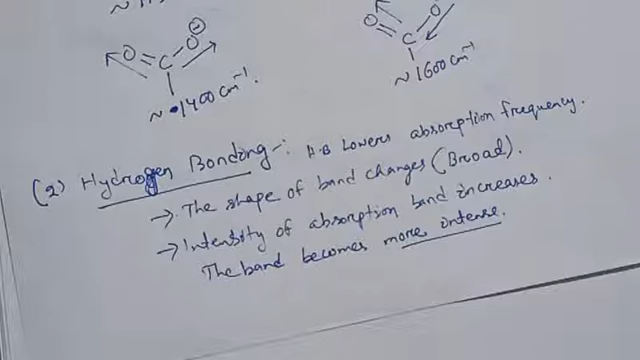 O = C - O ⊖
~ 1400 cm⁻¹.
O = C - O
~ 1600 cm⁻¹
(2) Hydrogen Bonding -: H.B Lowers absorption frequency.
→ The shape of band changes (Broad).
→ Intensity of absorption band increases.
The band becomes more intense.